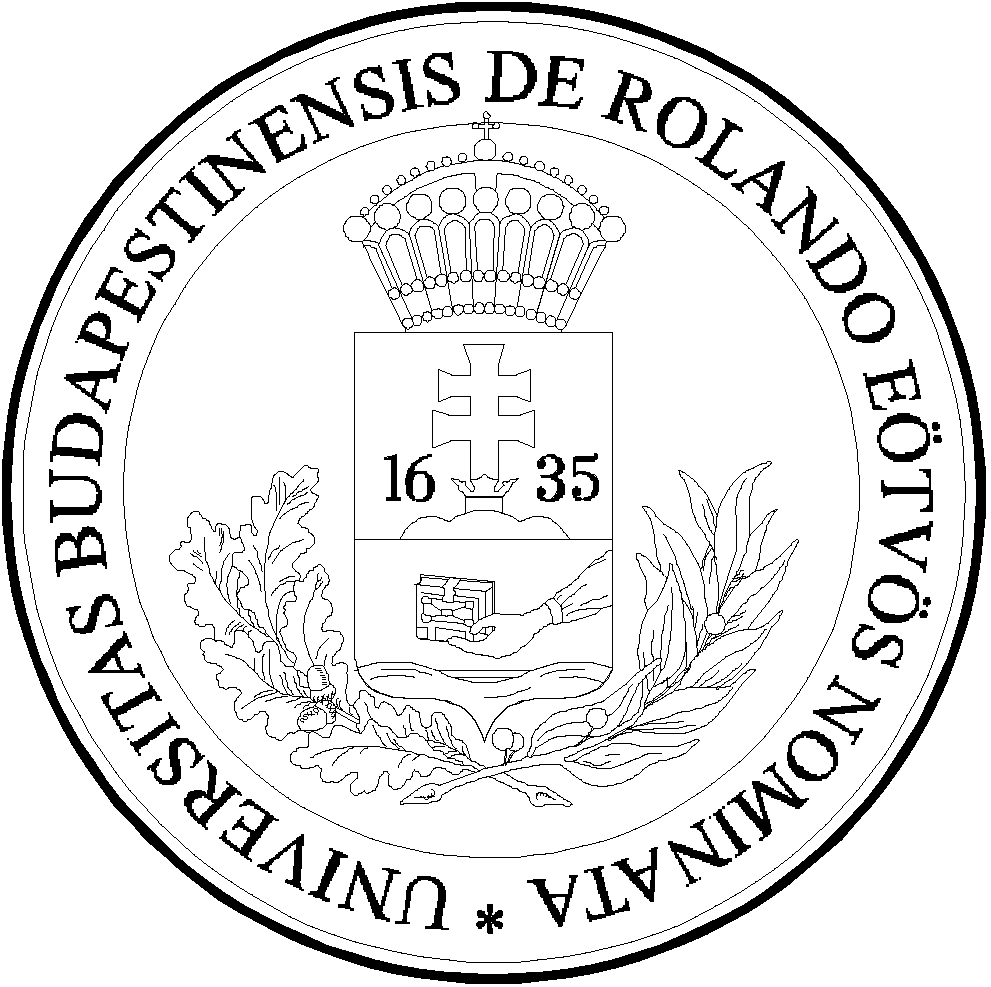 UNIVERSITAS BUDAPESTINENSIS DE ROLANDO EÖTVÖS NOMINATA *
16 35